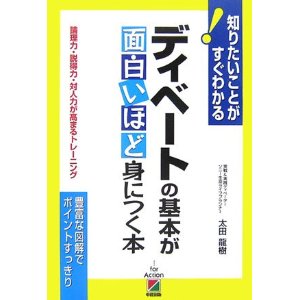 知りたいことが
すぐわかる!
ディベートの基本が
面白いほど
身につく本
論理力・説得力・対人力が高まるトレーニング
豊富な図解で
ポイントすっきり
太田 龍樹
for
Action
中経出版